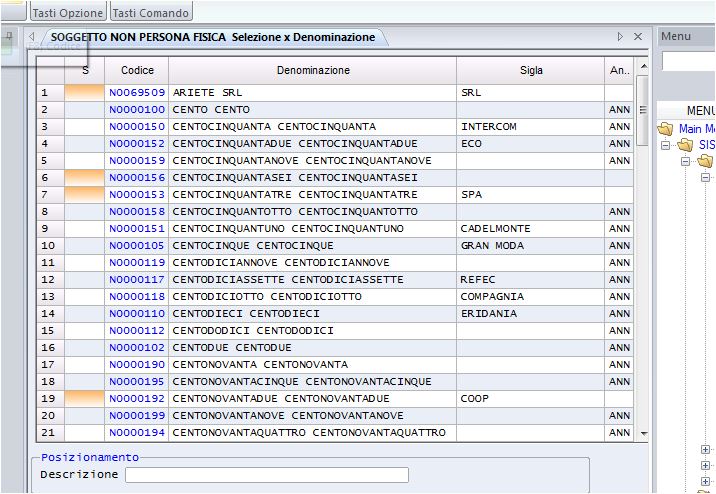 Tasti Opzione Tasti Comando
SOGGETTO NON PERSONA FISICA Selezione x Denominazione
Menu
F8) Codice
S Codice Denominazione Sigla An..
MENU
1 N0069509 ARIETE SRL SRL
2 N0000100 CENTO CENTO ANN
3 N0000150 CENTOCINQUANTA CENTOCINQUANTA INTERCOM ANN
4 N0000152 CENTOCINQUANTADUE CENTOCINQUANTADUE ECO ANN
5 N0000159 CENTOCINQUANTANOVE CENTOCINQUANTANOVE ANN
6 N0000156 CENTOCINQUANTASEI CENTOCINQUANTASEI
7 N0000153 CENTOCINQUANTATRE CENTOCINQUANTATRE SPA
8 N0000158 CENTOCINQUANTOTTO CENTOCINQUANTOTTO ANN
9 N0000151 CENTOCINQUANTUNO CENTOCINQUANTUNO CADELMONTE ANN
10 N0000105 CENTOCINQUE CENTOCINQUE GRAN MODA ANN
11 N0000119 CENTODICIANNOVE CENTODICIANNOVE ANN
12 N0000117 CENTODICIASSETTE CENTODICIASSETTE REFEC ANN
13 N0000118 CENTODICIOTTO CENTODICIOTTO COMPAGNIA ANN
14 N0000110 CENTODIECI CENTODIECI ERIDANIA ANN
15 N0000112 CENTODODICI CENTODODICI ANN
16 N0000102 CENTODUE CENTODUE ANN
17 N0000190 CENTONOVANTA CENTONOVANTA ANN
18 N0000195 CENTONOVANTACINQUE CENTONOVANTACINQUE ANN
19 N0000192 CENTONOVANTADUE CENTONOVANTADUE COOP
20 N0000199 CENTONOVANTANOVE CENTONOVANTANOVE ANN
21 N0000194 CENTONOVANTAQUATTRO CENTONOVANTAQUATTRO ANN
Main Me
SIS
Posizionamento
Descrizione